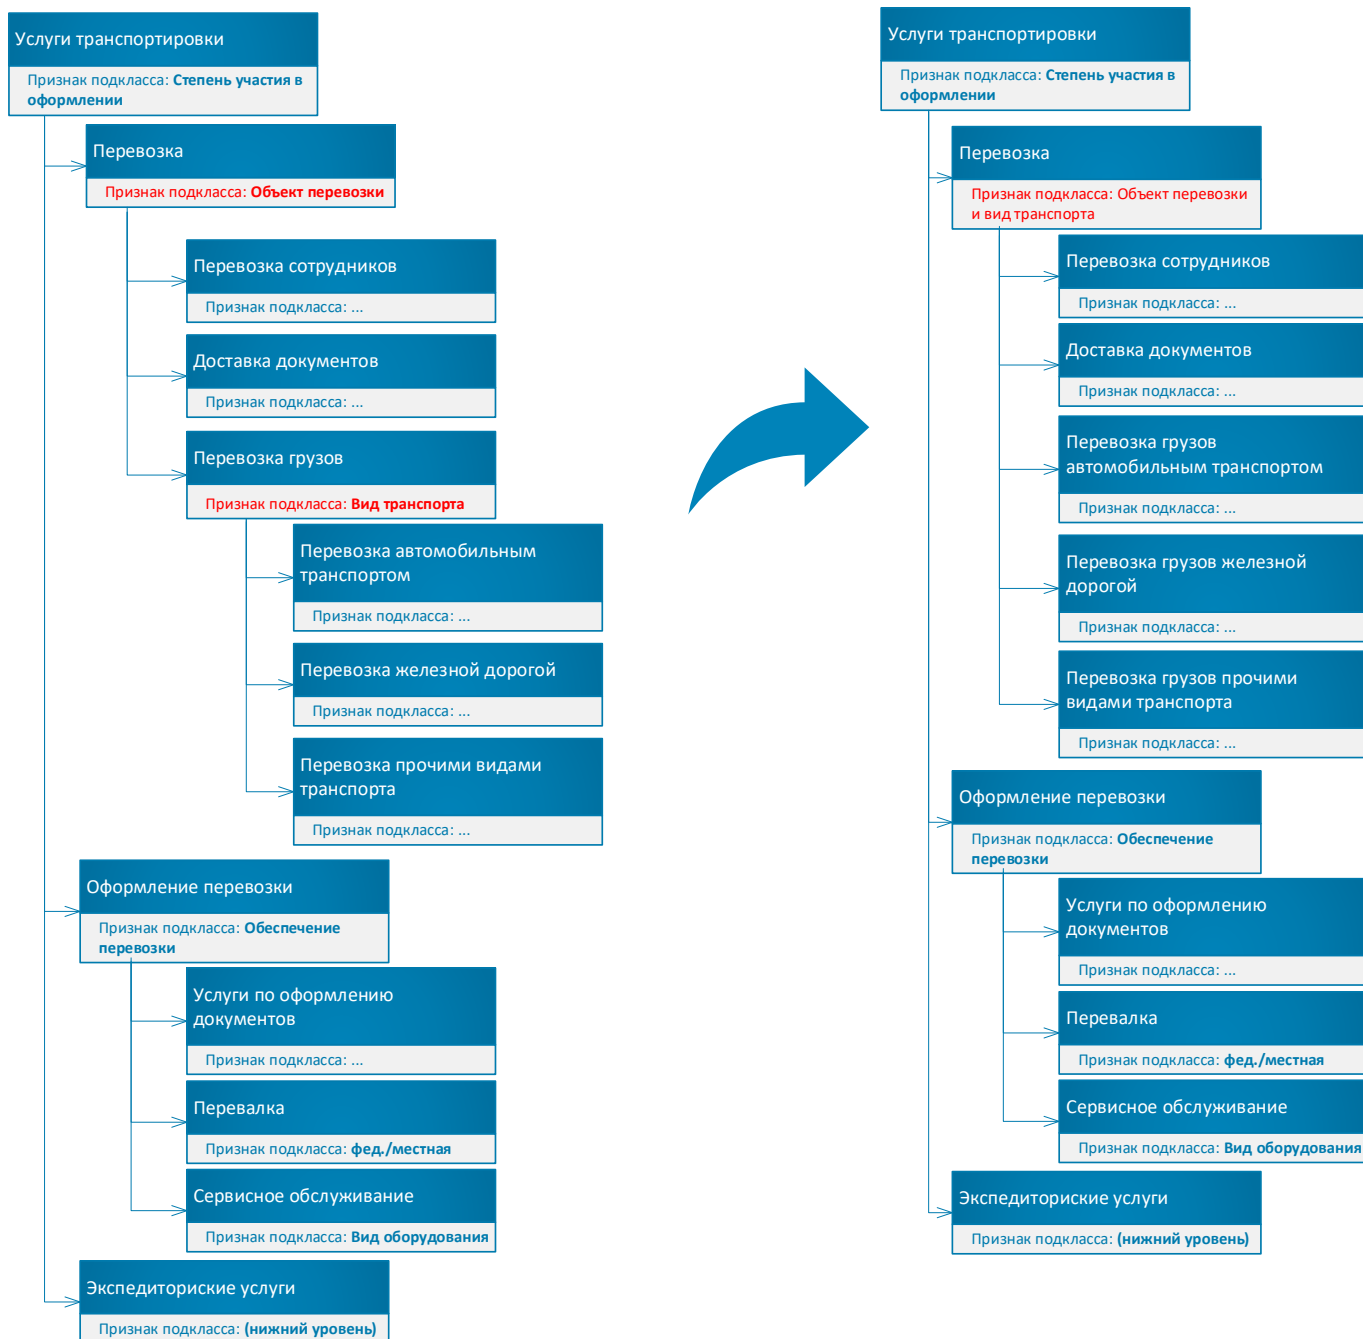 Услуги транспортировки
Признак подкласса: Степень участия в
оформлении
Перевозка
Признак подкласса: Объект перевозки
Перевозка сотрудников
Признак подкласса: ...
Доставка документов
Признак подкласса: ...
Перевозка грузов
Признак подкласса: Вид транспорта
Перевозка автомобильным
транспортом
Признак подкласса: ...
Перевозка железной дорогой
Признак подкласса: ...
Перевозка прочими видами
транспорта
Признак подкласса: ...
Оформление перевозки
Признак подкласса: Обеспечение
перевозки
Услуги по оформлению
документов
Признак подкласса: ...
Перевалка
Признак подкласса: фед./местная
Сервисное обслуживание
Признак подкласса: Вид оборудования
Экспедиториские услуги
Признак подкласса: (нижний уровень)
Услуги транспортировки
Признак подкласса: Степень участия в
оформлении
Перевозка
Признак подкласса: Объект перевозки
и вид транспорта
Перевозка сотрудников
Признак подкласса: ...
Доставка документов
Признак подкласса: ...
Перевозка грузов
автомобильным транспортом
Признак подкласса: ...
Перевозка грузов железной
дорогой
Признак подкласса: ...
Перевозка грузов прочими
видами транспорта
Признак подкласса: ...
Оформление перевозки
Признак подкласса: Обеспечение
перевозки
Услуги по оформлению
документов
Признак подкласса: ...
Перевалка
Признак подкласса: фед./местная
Сервисное обслуживание
Признак подкласса: Вид оборудования
Экспедиториские услуги
Признак подкласса: (нижний уровень)